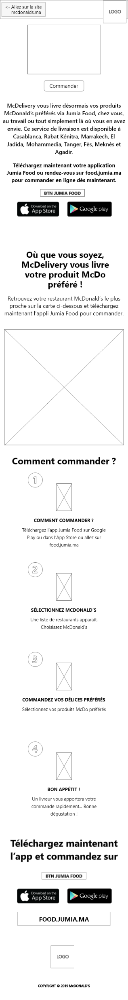 <- Allez sur le site
mcdonalds.ma
LOGO
Commander
McDelivery vous livre désormais vos produits
McDonald's préférés via Jumia Food, chez vous,
au travail ou tout simplement là où vous en avez
envie. Ce service de livraison est disponible à
Casablanca, Rabat Kénitra, Marrakech, El
Jadida, Mohammedia, Tanger, Fès, Meknès et
Agadir.
Téléchargez maintenant votre application
Jumia Food ou rendez-vous sur food.jumia.ma
pour commander en ligne dès maintenant.
BTN JUMIA FOOD
Download on the
App Store
Google play
Où que vous soyez,
McDelivery vous livre
votre produit McDo
préféré !
Retrouvez votre restaurant McDonald's le plus
proche sur la carte ci-dessous et téléchargez
maintenant l'appli Jumia Food pour commander.
Comment commander ?
1
COMMENT COMMANDER ?
Téléchargez l'app Jumia Food sur Google
Play ou dans l'App Store ou allez sur
food.jumia.ma
2
SÉLECTIONNEZ MCDONALD'S
Une liste de restaurants apparaît.
Choisissez McDonald's
3
COMMANDEZ VOS DÉLICES PRÉFÉRÉS
Sélectionnez vos produits McDo préférés
4
BON APPÉTIT !
Un livreur vous apportera votre
commande rapidement... Bonne
dégustation !
Téléchargez maintenant
l'app et commandez sur
BTN JUMIA FOOD
Download on the
App Store
Google play
FOOD.JUMIA.MA
LOGO
COPYRIGHT © 2019 McDONALD'S